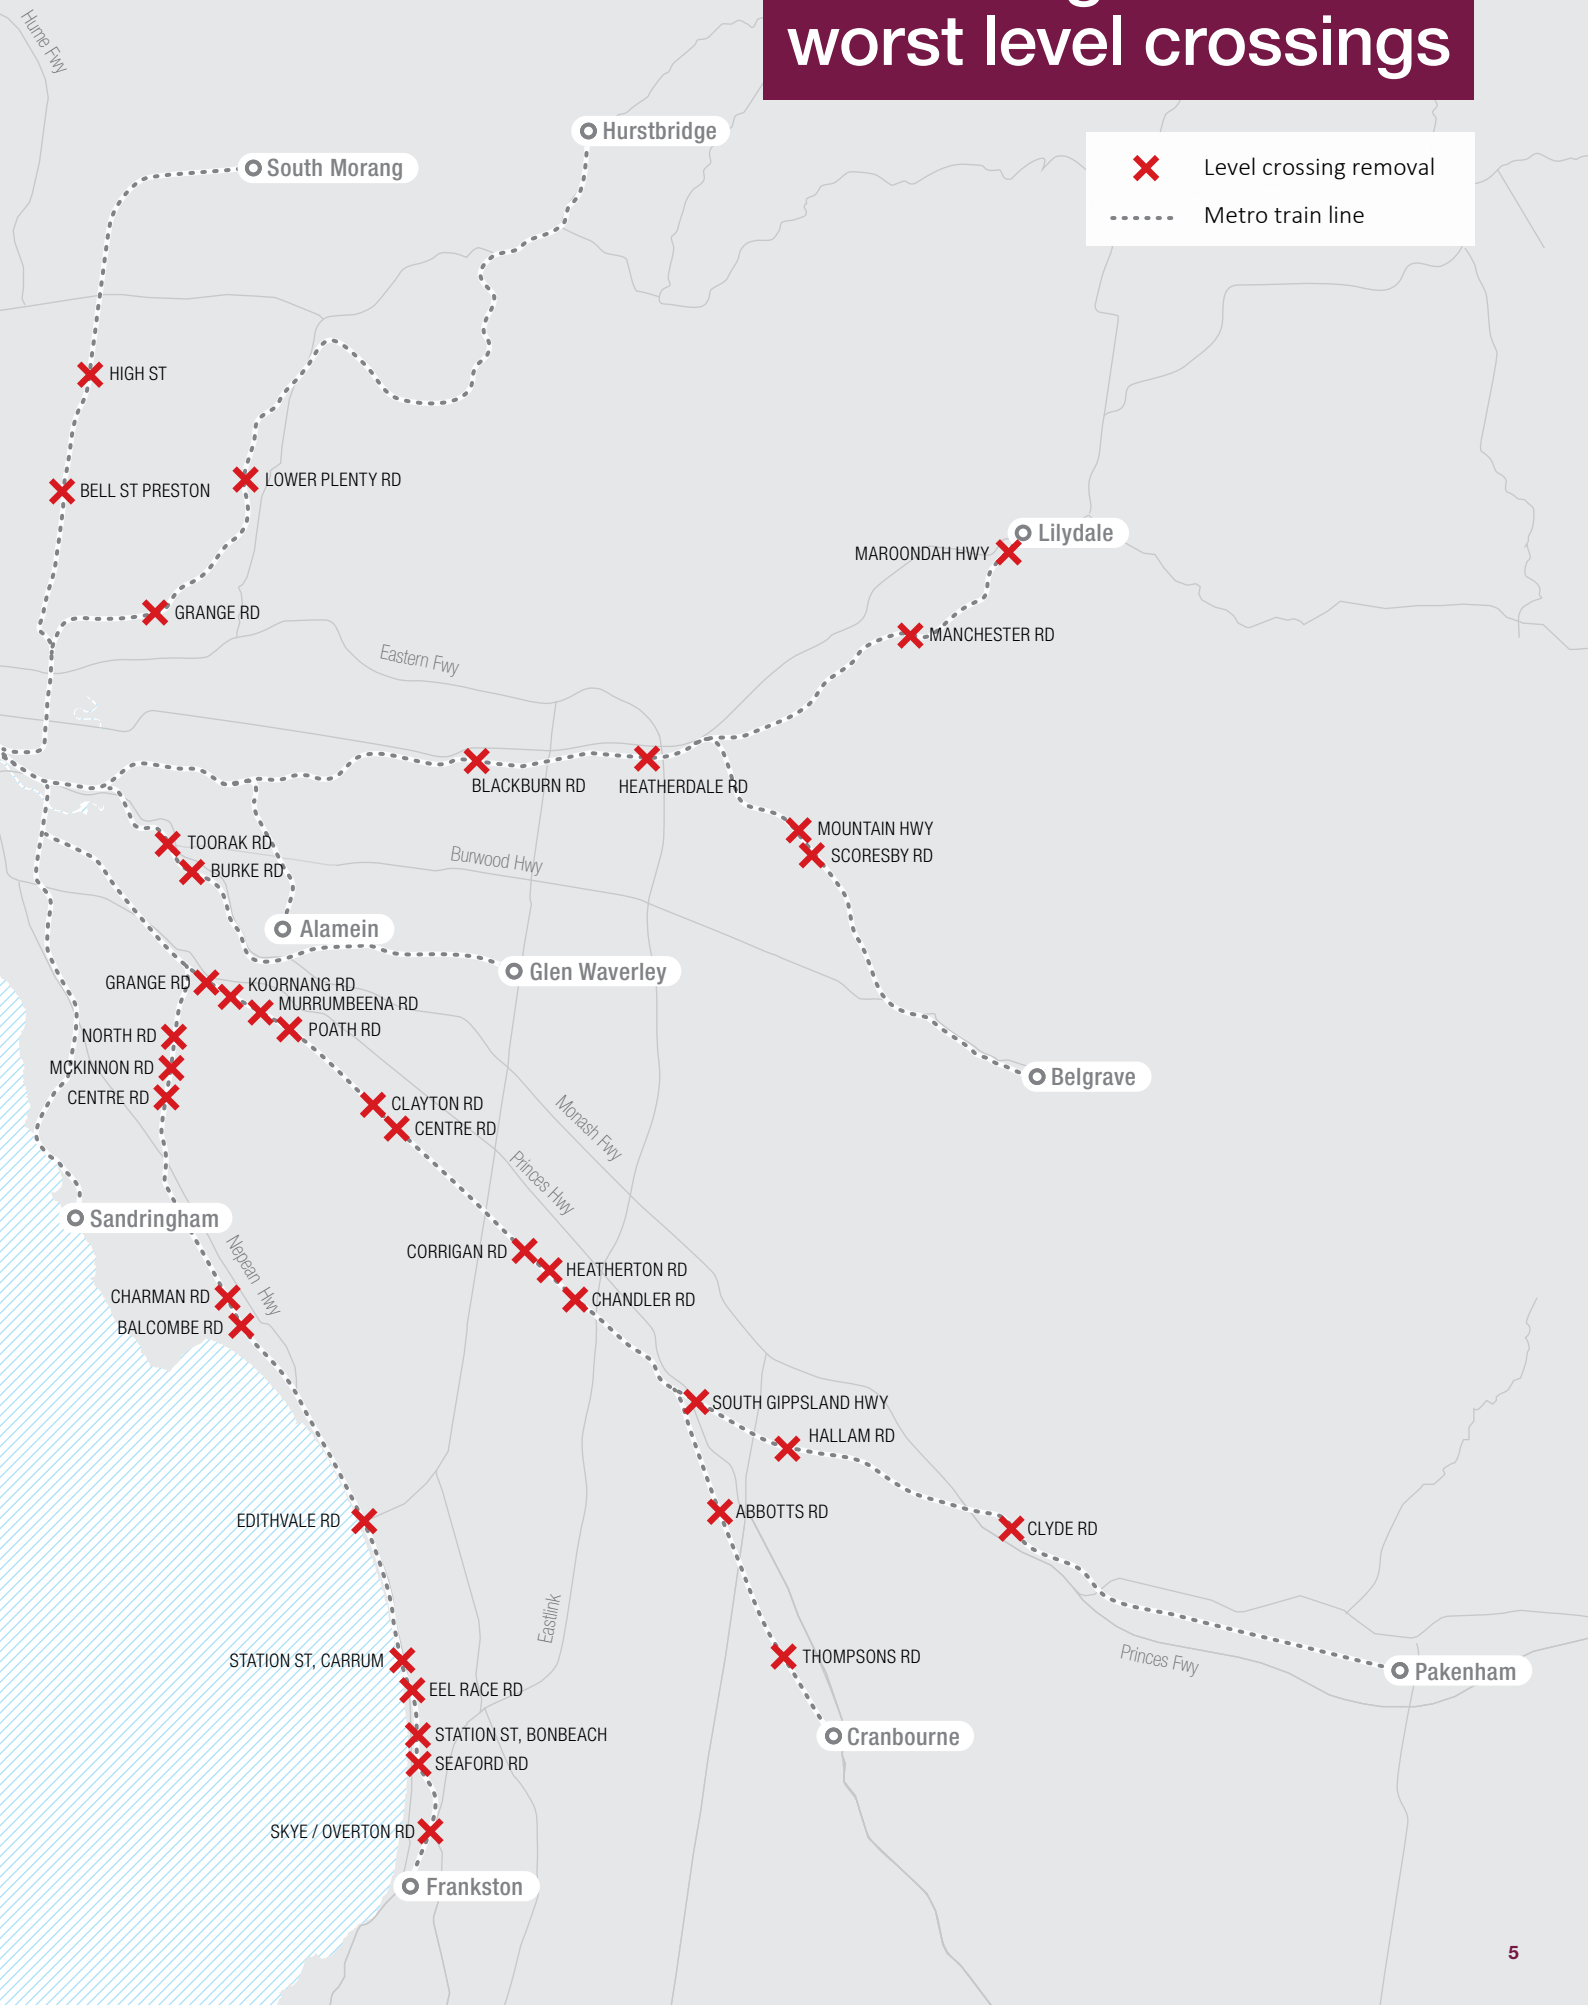 worst level crossings
Level crossing removal
Metro train line
Hume Fwy
Hurstbridge
South Morang
HIGH ST
BELL ST PRESTON
LOWER PLENTY RD
GRANGE RD
Lilydale
MAROONDAH HWY
MANCHESTER RD
Eastern Fwy
BLACKBURN RD
HEATHERDALE RD
MOUNTAIN HWY
SCORESBY RD
TOORAK RD
BURKE RD
Burwood Hwy
Alamein
Glen Waverley
GRANGE RD
KOORNANG RD
MURRUMBEENA RD
POATH RD
NORTH RD
MCKINNON RD
CENTRE RD
Belgrave
CLAYTON RD
CENTRE RD
Monash Fwy
Princes Hwy
Sandringham
Nepean Hwy
CORRIGAN RD
HEATHERTON RD
CHANDLER RD
CHARMAN RD
BALCOMBE RD
SOUTH GIPPSLAND HWY
HALLAM RD
EDITHVALE RD
ABBOTTS RD
CLYDE RD
Eastlink
STATION ST, CARRUM
THOMPSONS RD
Princes Fwy
Pakenham
EEL RACE RD
STATION ST, BONBEACH
Cranbourne
SEAFORD RD
SKYE / OVERTON RD
Frankston
5